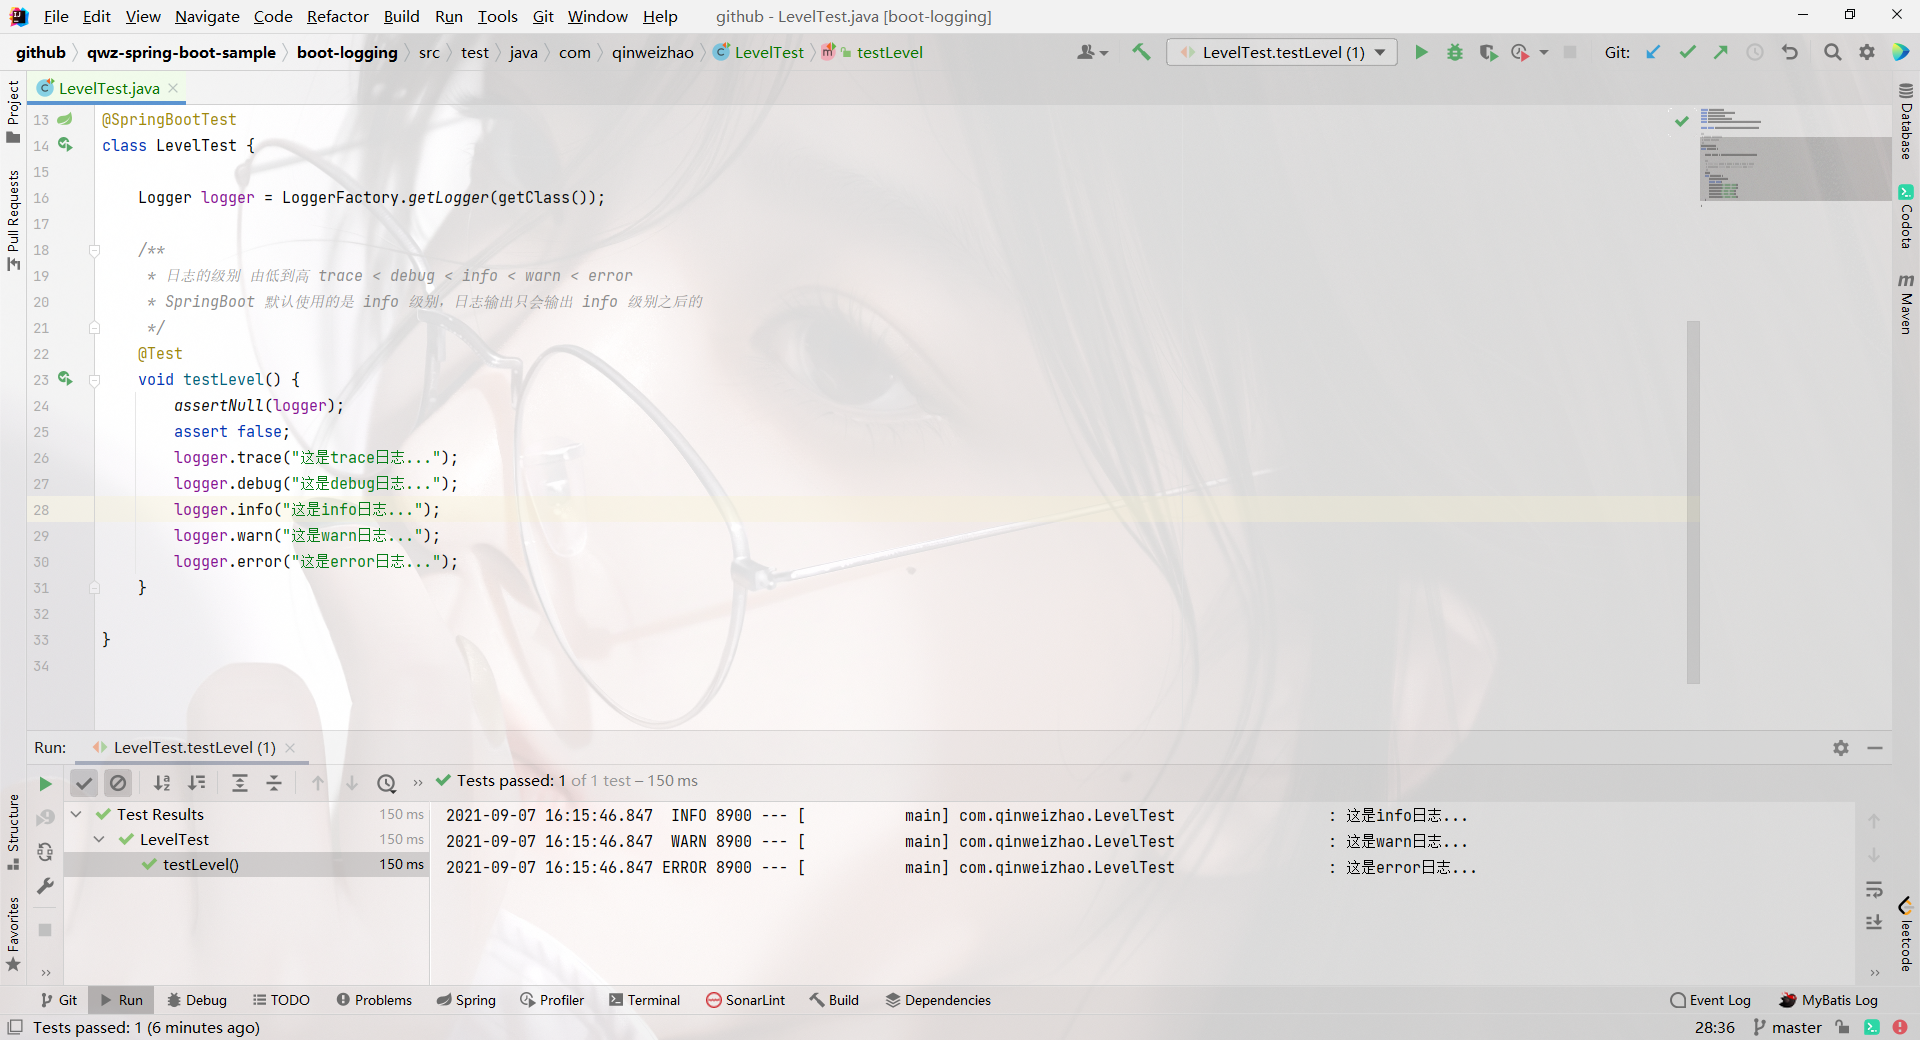 File Edit View Navigate Code Refactor Build Run Tools Git Window Help github - LevelTest.java [boot-logging]
github qwz-spring-boot-sample boot-logging src test java com qinweizhao LevelTest testLevel LevelTest.testLevel (1) Git:
LevelTest.java
Project
Pull Requests
13 @SpringBootTest
14 class LevelTest {
15
16 Logger logger = LoggerFactory.getLogger(getClass());
17
18 /**
19 * 日志的级别 由低到高 trace < debug < info < warn < error
20 * SpringBoot 默认使用的是 info 级别，日志输出只会输出 info 级别之后的
21 */
22 @Test
23 void testLevel() {
24 assertNull(logger);
25 assert false;
26 logger.trace("这是trace日志...");
27 logger.debug("这是debug日志...");
28 logger.info("这是info日志...");
29 logger.warn("这是warn日志...");
30 logger.error("这是error日志...");
31 }
32
33 }
34
Database
Codota
Maven
Run: LevelTest.testLevel (1)
Tests passed: 1 of 1 test – 150 ms
Test Results 150 ms
LevelTest 150 ms
testLevel() 150 ms
2021-09-07 16:15:46.847  INFO 8900 --- [           main] com.qinweizhao.LevelTest                 : 这是info日志...
2021-09-07 16:15:46.847  WARN 8900 --- [           main] com.qinweizhao.LevelTest                 : 这是warn日志...
2021-09-07 16:15:46.847 ERROR 8900 --- [           main] com.qinweizhao.LevelTest                 : 这是error日志...
Structure
Favorites
leetcode
Git Run Debug TODO Problems Spring Profiler Terminal SonarLint Build Dependencies Event Log MyBatis Log
Tests passed: 1 (6 minutes ago) 28:36 master